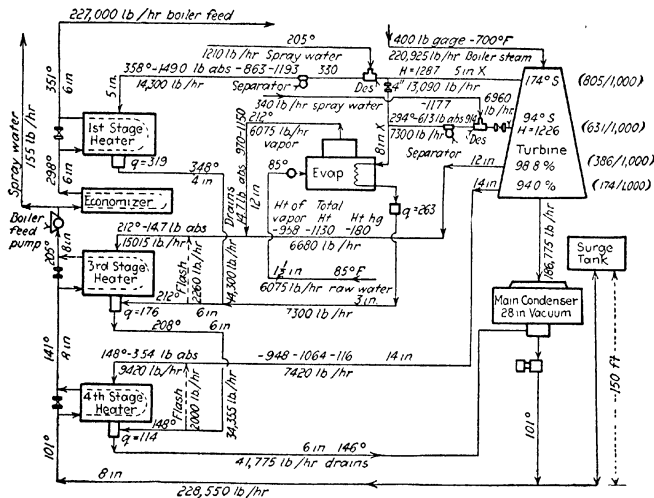 227,000 lb/hr boiler feed
205°
1210 lb/hr Spray water
400 lb gage -700°F
220,925 lb/hr Boiler steam
358°-149.0 lb abs -863-1193 330
14,300 lb/hr
Separator
Des
H=1287 5 in X
4" 13,090 lb/hr
174° S
(805/1,000)
351°
6 in
5 in
340 lb/hr spray water
-1177
6960 lb/hr
294°-61.3 lb abs 914
7300 lb/hr
Separator
Des
94° S
H=1226
(631/1,000)
Turbine
98.8 %
(386/1,000)
94.0 %
(174/1,000)
12 in
14 in
Spray water
155 lb/hr
1st Stage
Heater
q=319
298°
6 in
348°
4 in
Drains
14.7 lb abs 970-1150
12 in
212°
6075 lb/hr
vapor
85°
Evap
8 in X
q=263
Economizer
Boiler
feed
pump
205°
8 in
Ht of Total
vapor Ht Ht hg
-958 -1130 -180
6680 lb/hr
212°-14.7 lb abs
15015 lb/hr
3rd Stage
Heater
Flash
2260 lb/hr
14,300 lb/hr
212°
6 in
q=176
208°
6 in
1½ in 85°F
6075 lb/hr raw water
3 in.
7300 lb/hr
186,775 lb/hr
Surge
Tank
Main Condenser
28 in Vacuum
150 ft
141°
8 in
148°-3.54 lb abs
9420 lb/hr
-948 -1064 -116 14 in
7420 lb/hr
4th Stage
Heater
Flash
2000 lb/hr
34,355 lb/hr
148°
q=114
101°
6 in 146°
41,775 lb/hr drains
101°
8 in
228,550 lb/hr